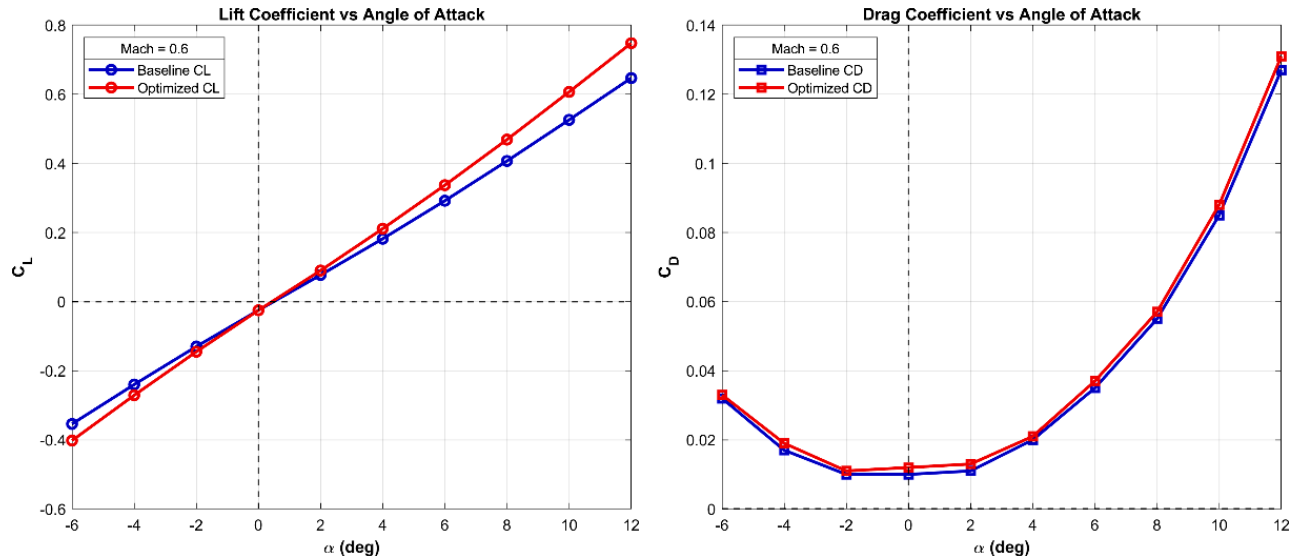 Lift Coefficient vs Angle of Attack
0.8
0.6
0.4
0.2
0
-0.2
-0.4
-0.6
C_L
Mach = 0.6
Baseline CL
Optimized CL
-6 -4 -2 0 2 4 6 8 10 12
α (deg)
Drag Coefficient vs Angle of Attack
0.14
0.12
0.1
0.08
0.06
0.04
0.02
0
C_D
Mach = 0.6
Baseline CD
Optimized CD
-6 -4 -2 0 2 4 6 8 10 12
α (deg)